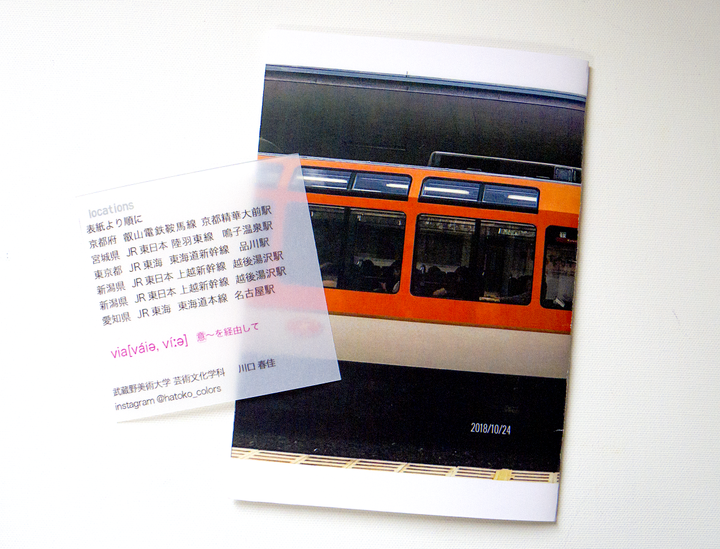 locations
表紙より順に
京都府 叡山電鉄鞍馬線 京都精華大前駅
宮城県 JR東日本 陸羽東線 鳴子温泉駅
東京都 JR東海 東海道新幹線 品川駅
新潟県 JR東日本 上越新幹線 越後湯沢駅
新潟県 JR東日本 上越新幹線 越後湯沢駅
愛知県 JR東海 東海道本線 名古屋駅
via[váiə, ví:ə] 意〜を経由して
武蔵野美術大学 芸術文化学科 川口 春佳
instagram @hatoko_colors
2018/10/24